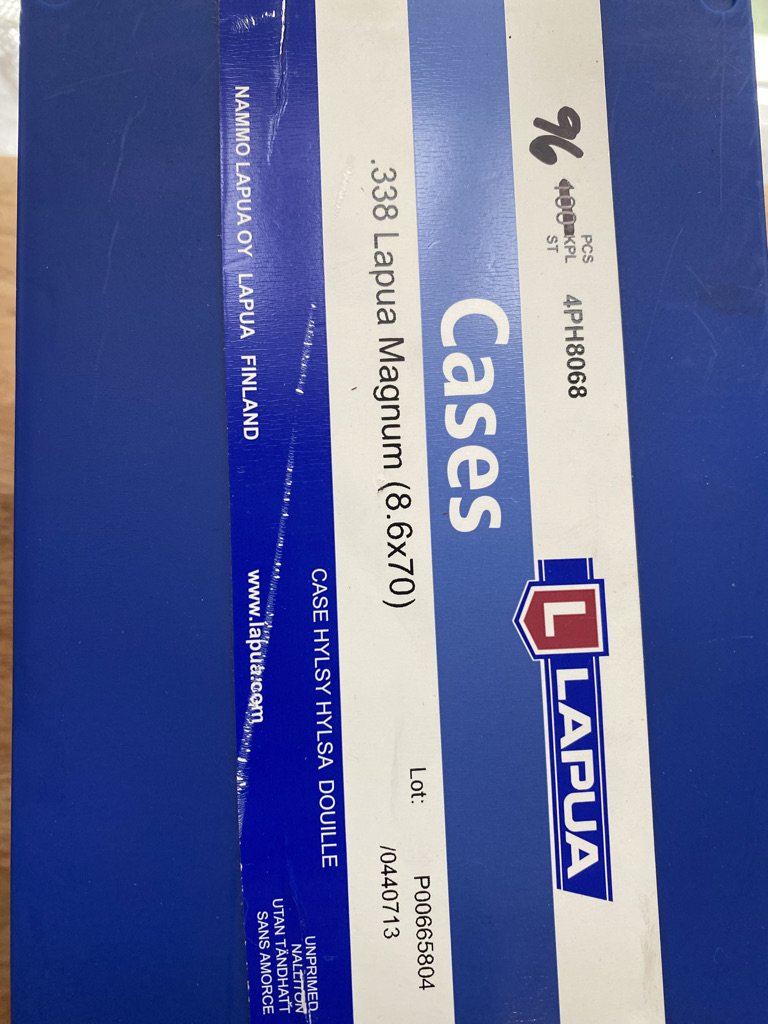 96 100 PCS
KPL
ST
4PH8068
L LAPUA
Cases
.338 Lapua Magnum (8.6x70)
Lot: P00665804
/0440713
CASE HYLSY HYLSA DOUILLE
UNPRIMED
NALLITON
UTAN TÄNDHATT
SANS AMORCE
NAMMO LAPUA OY LAPUA FINLAND
www.lapua.com